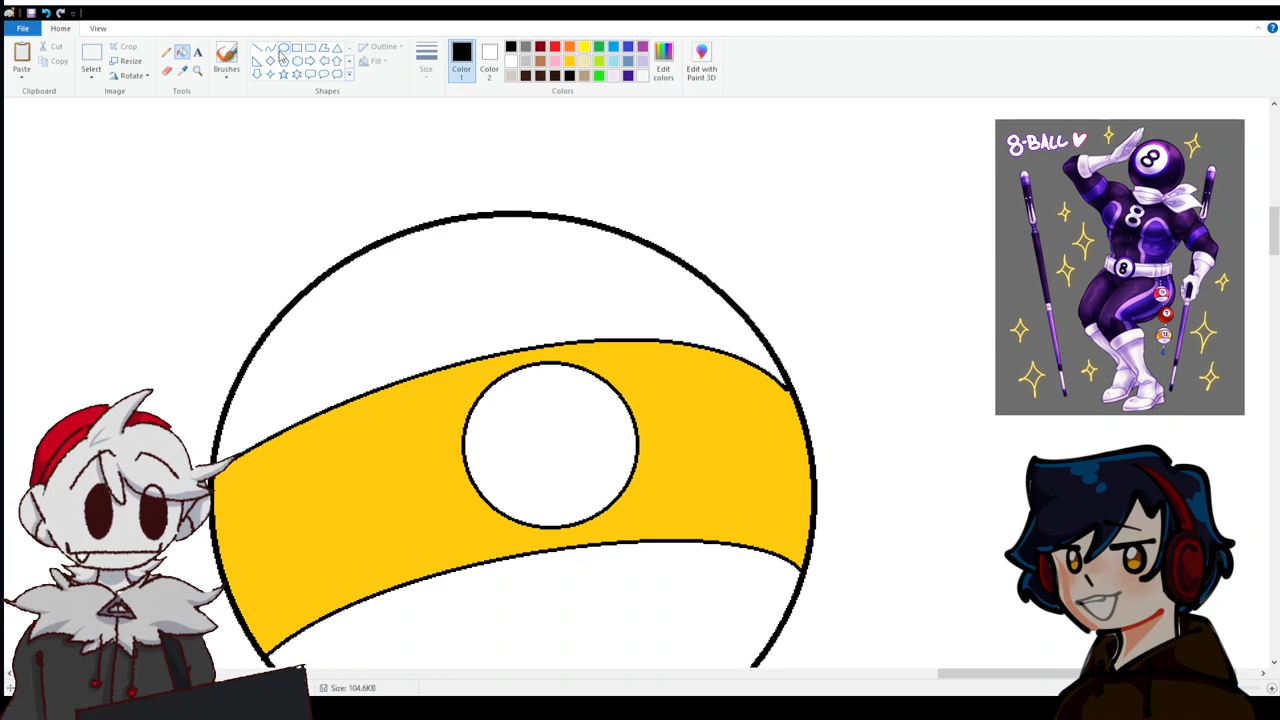 File Home View
Paste Cut Copy Clipboard
Select Crop Resize Rotate Image
A Tools
Brushes
Outline Fill Shapes
Size
Color 1 Color 2 Edit colors Colors
Edit with Paint 3D
8-BALL
8
8
8
Size: 104.6KB